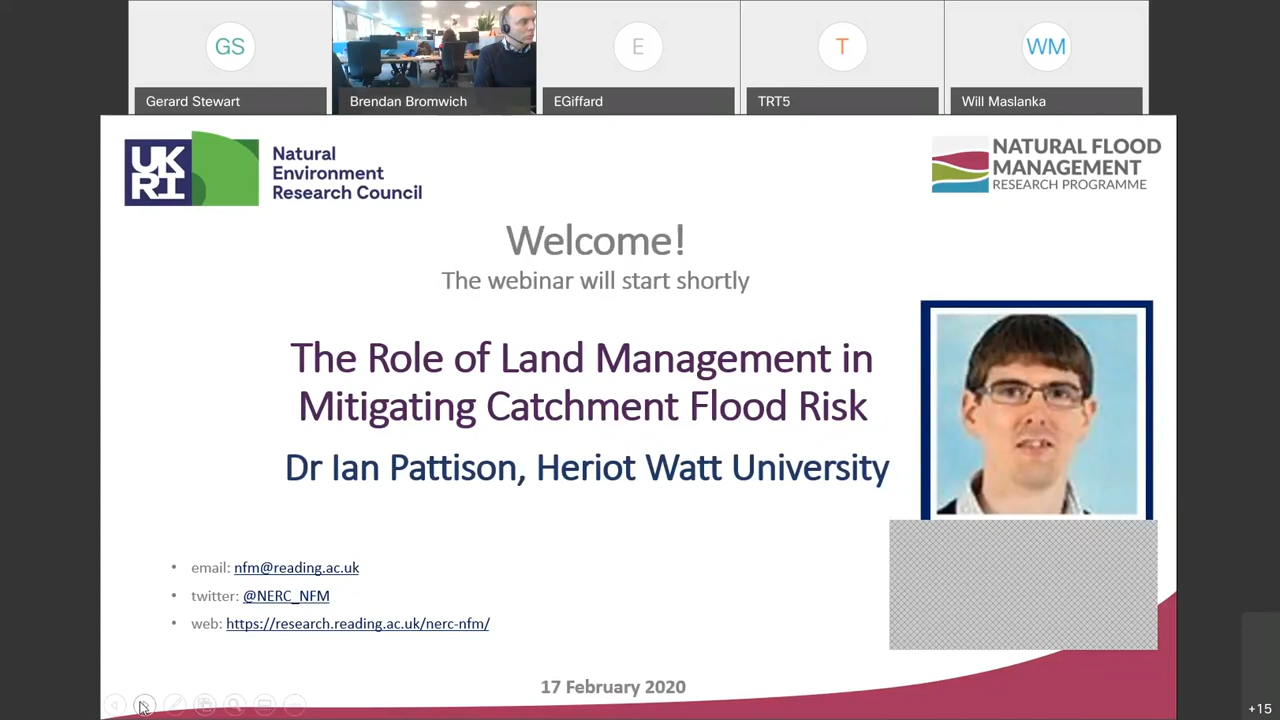 GS
E
T
WM
Gerard Stewart
Brendan Bromwich
EGiffard
TRT5
Will Maslanka
UK
RI
Natural
Environment
Research Council
NATURAL FLOOD
MANAGEMENT
RESEARCH PROGRAMME
Welcome!
The webinar will start shortly
The Role of Land Management in
Mitigating Catchment Flood Risk
Dr Ian Pattison, Heriot Watt University
• email: nfm@reading.ac.uk
• twitter: @NERC_NFM
• web: https://research.reading.ac.uk/nerc-nfm/
17 February 2020
+15